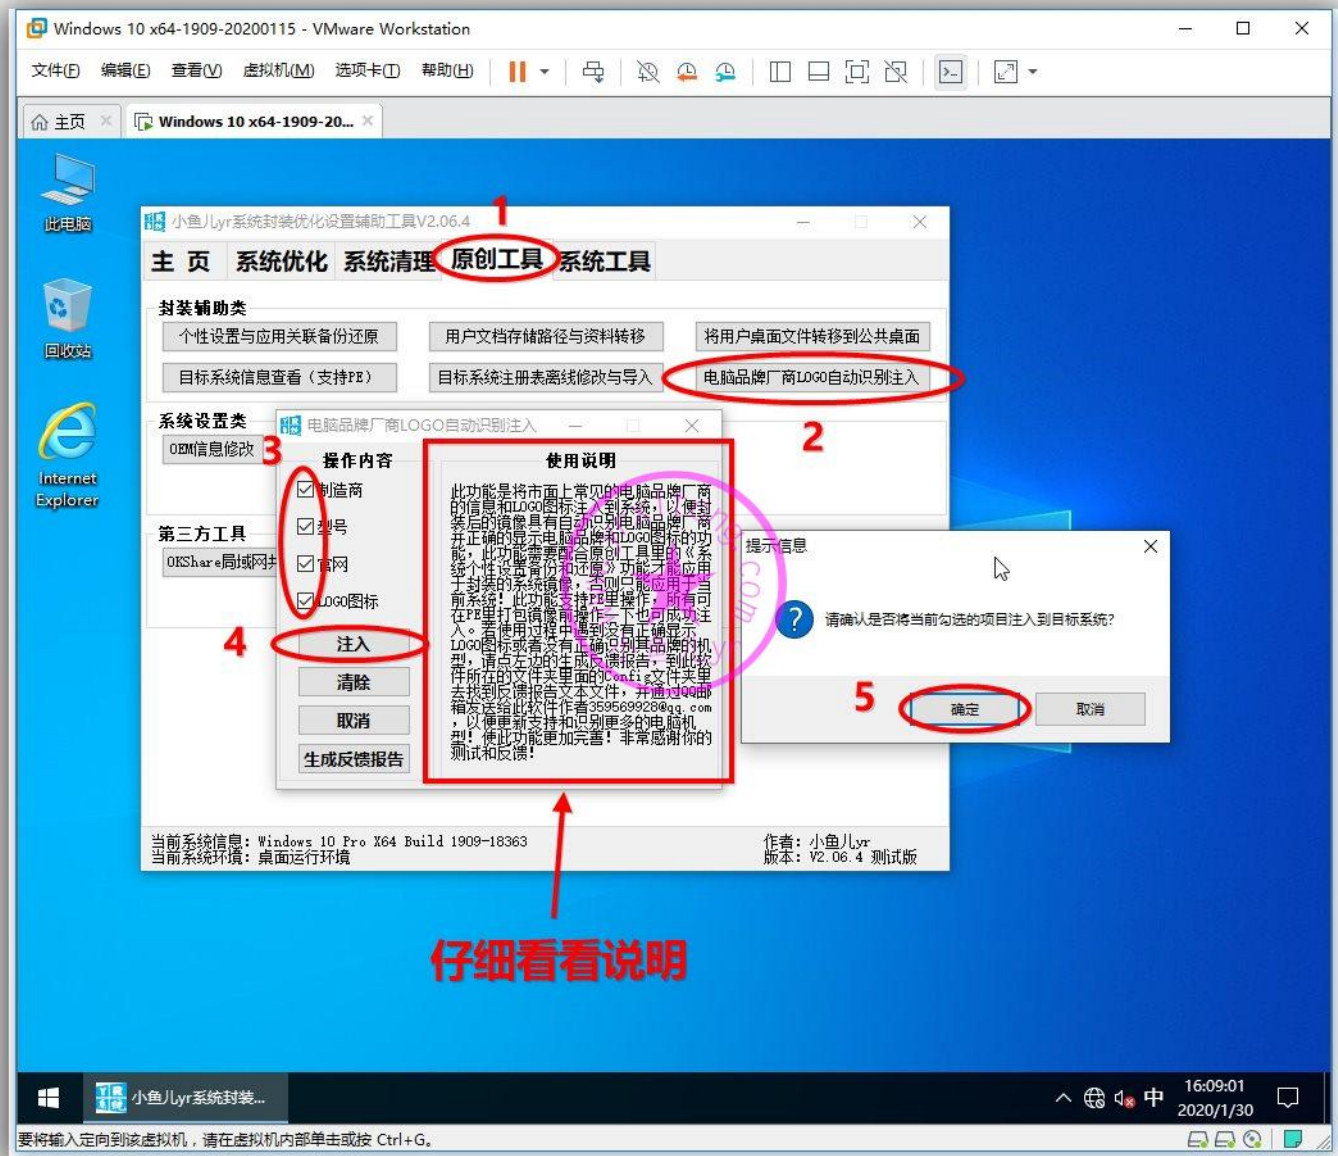 Windows 10 x64-1909-20200115 - VMware Workstation
文件(F) 编辑(E) 查看(V) 虚拟机(M) 选项卡(T) 帮助(H)
主页 Windows 10 x64-1909-20...
此电脑
回收站
Internet Explorer
1
小鱼儿yr系统封装优化设置辅助工具V2.06.4
主 页 系统优化 系统清理 原创工具 系统工具
封装辅助类
个性设置与应用关联备份还原 用户文档存储路径与资料转移 将用户桌面文件转移到公共桌面
目标系统信息查看（支持PE） 目标系统注册表离线修改与导入 电脑品牌厂商LOGO自动识别注入
2
系统设置类
OEM信息修改
第三方工具
OKShare局域网共
电脑品牌厂商LOGO自动识别注入
3
操作内容
制造商
型号
官网
LOGO图标
4
注入
清除
取消
生成反馈报告
使用说明
此功能是将市面上常见的电脑品牌厂商
的信息和LOGO图标注入到系统，以便封
装后的镜像具有自动识别电脑品牌厂商
并正确的显示电脑品牌和LOGO图标的功
能，此功能需要配合原创工具里的《系
统个性设置备份和还原》功能才能应用
于封装的系统镜像，否则只能应用于当
前系统！此功能支持PE里操作，所有可
在PE里打包镜像前操作一下也可成功注
入。若使用过程中遇到没有正确显示
LOGO图标或者没有正确识别其品牌的机
型，请点左边的生成反馈报告，到此软
件所在的文件夹里面的Config文件夹里
去找到反馈报告文本文件，并通过QQ邮
箱发送给此软件作者359569928@qq.com
，以便更新支持和识别更多的电脑机
型！使此功能更加完善！非常感谢你的
测试和反馈！
提示信息
请确认是否将当前勾选的项目注入到目标系统?
5
确定 取消
当前系统信息：Windows 10 Pro X64 Build 1909-18363
当前系统环境：桌面运行环境
作者：小鱼儿yr
版本：V2.06.4 测试版
仔细看看说明
小鱼儿yr系统封装...
中
16:09:01
2020/1/30
要将输入定向到该虚拟机，请在虚拟机内部单击或按 Ctrl+G。